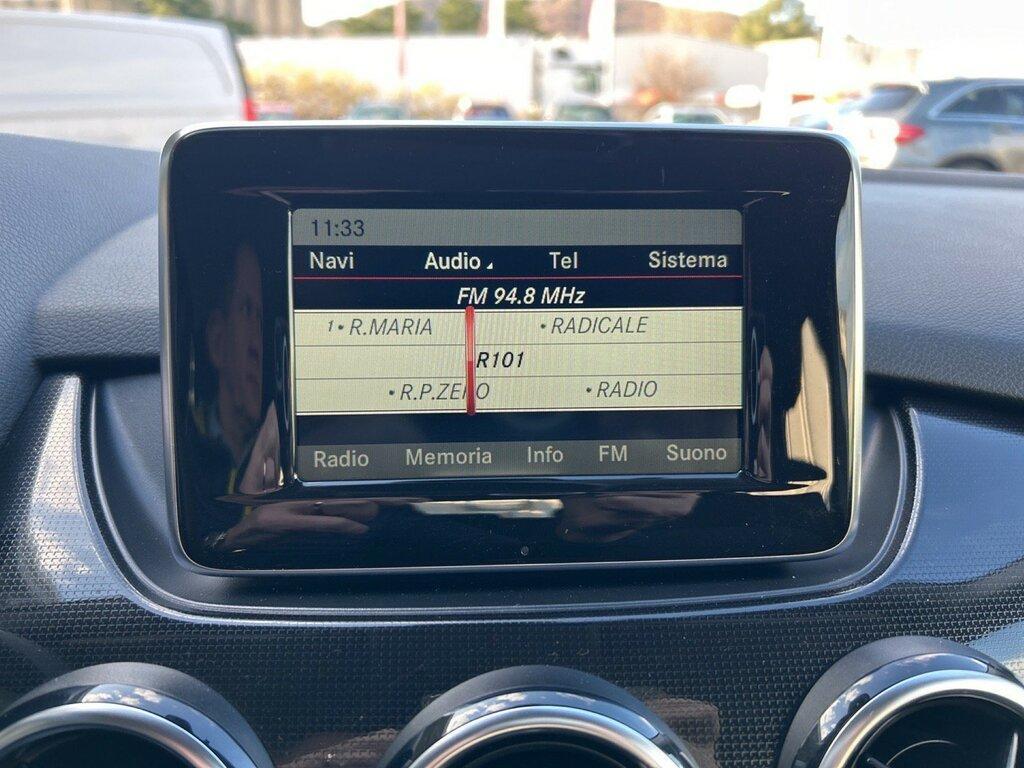 11:33
Navi Audio Tel Sistema
FM 94.8 MHz
1• R.MARIA • RADICALE
R101
• R.P.ZERO • RADIO
Radio Memoria Info FM Suono